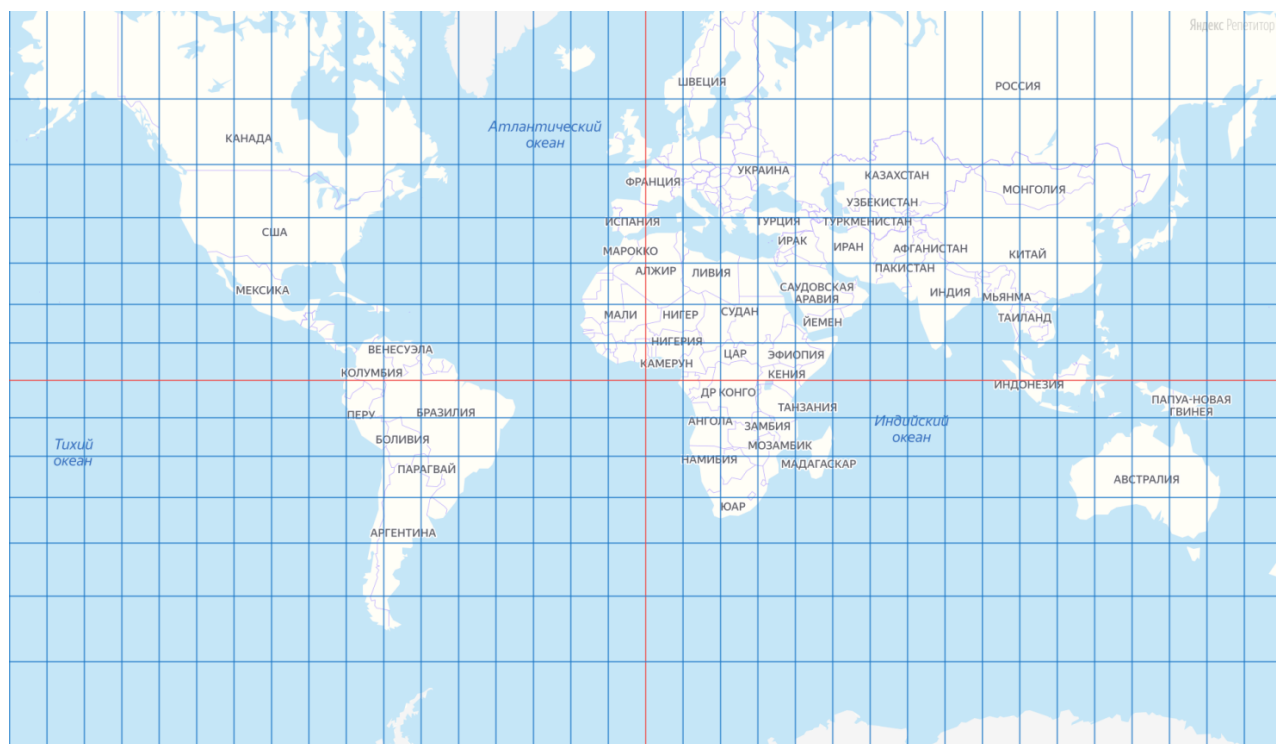 Яндекс Репетитор
ШВЕЦИЯ
РОССИЯ
Атлантический
океан
КАНАДА
УКРАИНА
ФРАНЦИЯ
КАЗАХСТАН
МОНГОЛИЯ
УЗБЕКИСТАН
ИСПАНИЯ
ТУРЦИЯ
ТУРКМЕНИСТАН
США
ИРАК
ИРАН
АФГАНИСТАН
КИТАЙ
МАРОККО
АЛЖИР
ЛИВИЯ
ПАКИСТАН
МЕКСИКА
САУДОВСКАЯ
АРАВИЯ
ИНДИЯ
МЬЯНМА
МАЛИ
НИГЕР
СУДАН
ЙЕМЕН
ТАИЛАНД
ВЕНЕСУЭЛА
НИГЕРИЯ
ЦАР
ЭФИОПИЯ
КОЛУМБИЯ
КАМЕРУН
КЕНИЯ
ИНДОНЕЗИЯ
ДР КОНГО
ПАПУА-НОВАЯ
ГВИНЕЯ
ПЕРУ
БРАЗИЛИЯ
ТАНЗАНИЯ
АНГОЛА
ЗАМБИЯ
Индийский
океан
Тихий
океан
БОЛИВИЯ
МОЗАМБИК
НАМИБИЯ
МАДАГАСКАР
ПАРАГВАЙ
АВСТРАЛИЯ
ЮАР
АРГЕНТИНА